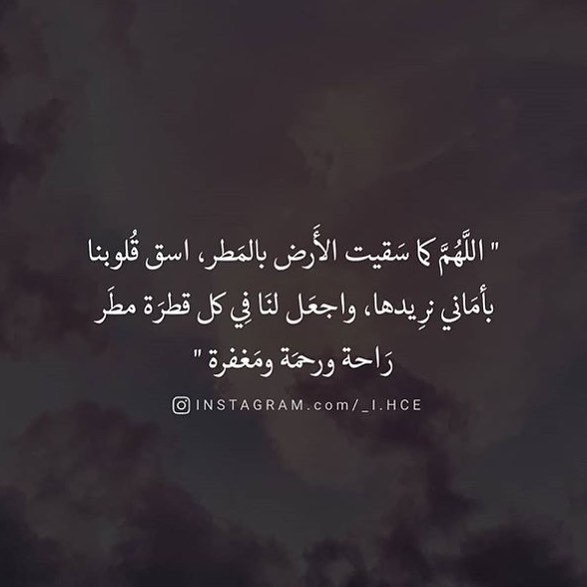 " اللَّهُمَّ كما سَقيت الأَرض بالمَطر، اسق قُلوبنا
بأمَاني نرِيدها، واجعَل لنَا فِي كل قطرَة مطَر
رَاحة ورحمَة ومَغفرة "
INSTAGRAM.com/_I.HCE